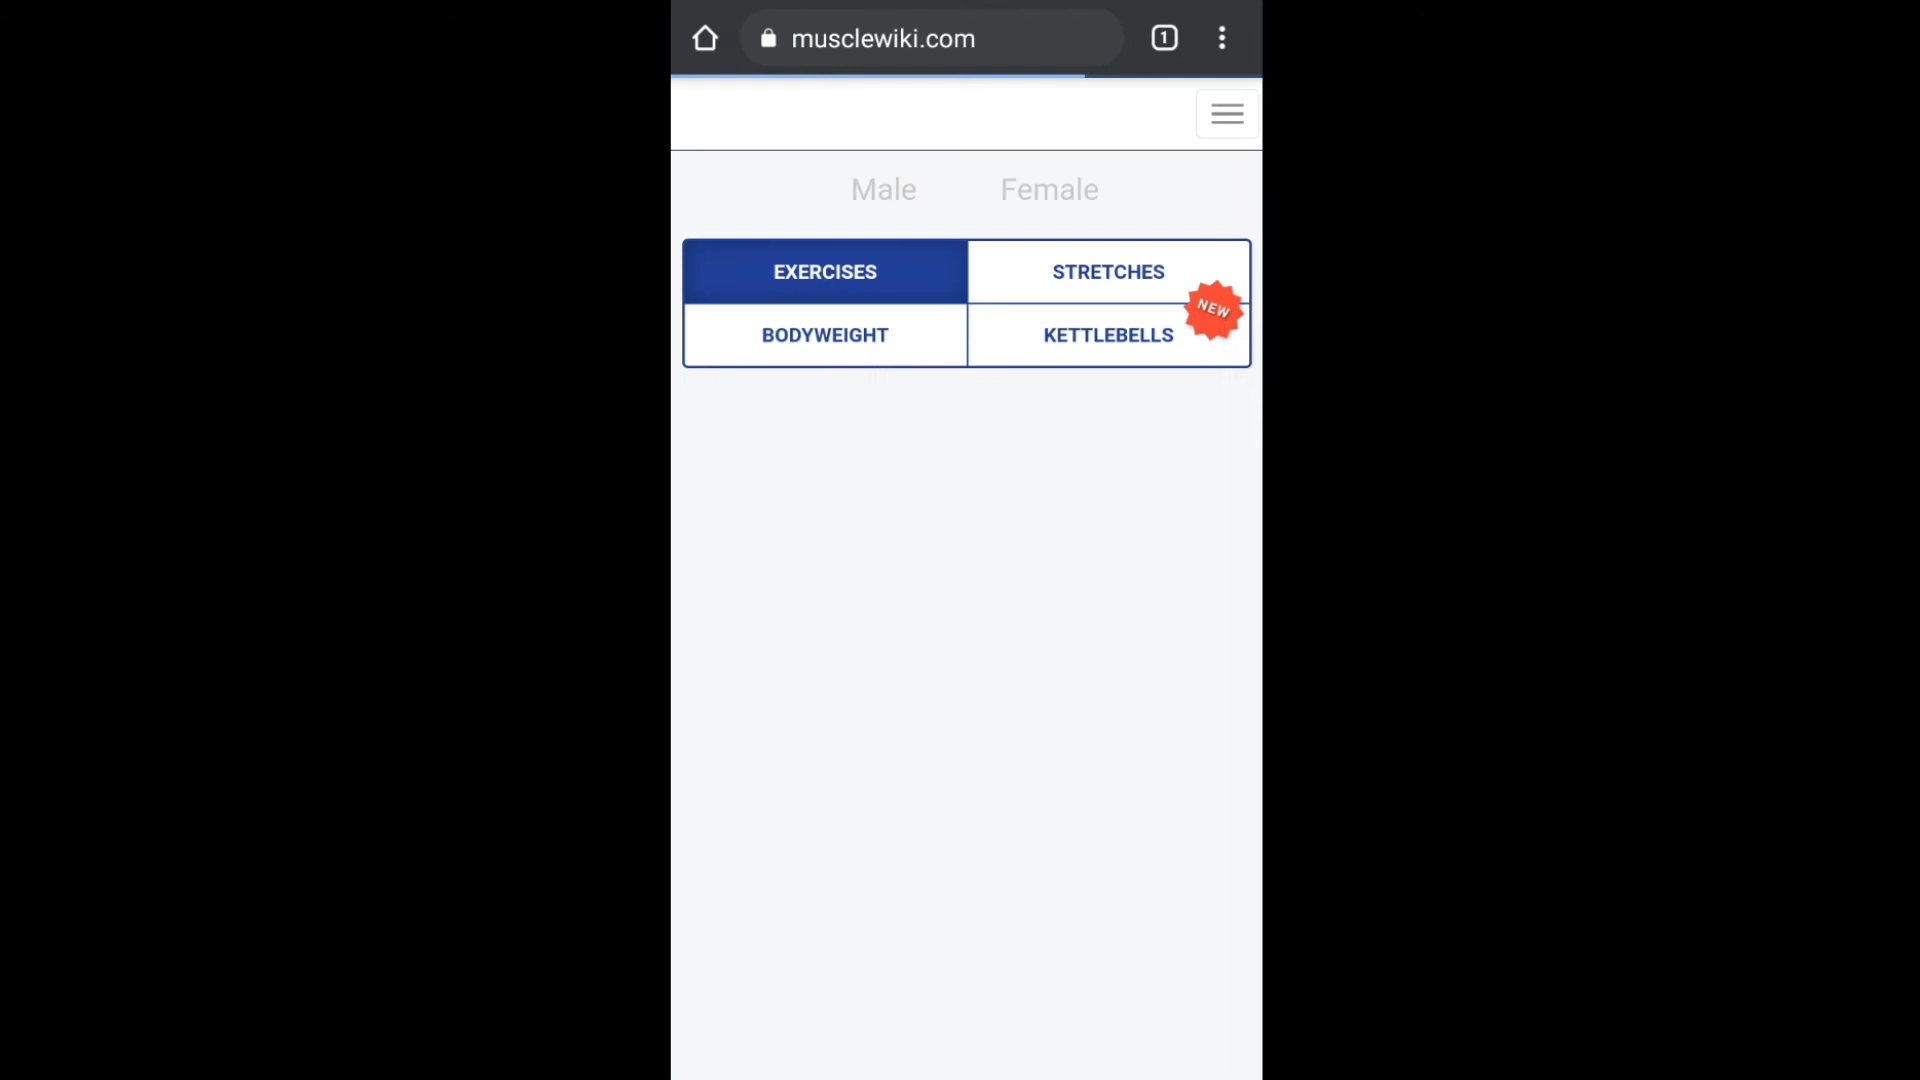 musclewiki.com
1
Male Female
EXERCISES STRETCHES
NEW
BODYWEIGHT KETTLEBELLS